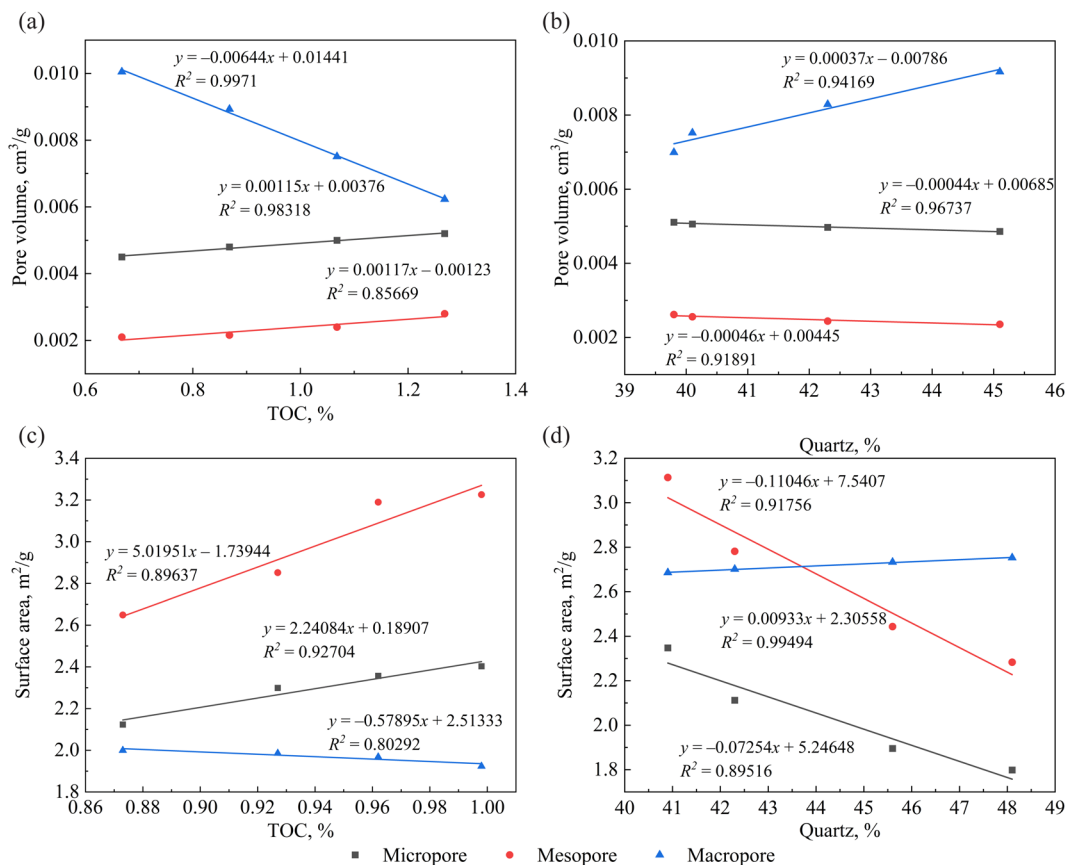 (a)
y = –0.00644x + 0.01441
R² = 0.9971
y = 0.00115x + 0.00376
R² = 0.98318
y = 0.00117x – 0.00123
R² = 0.85669
0.010
0.008
0.006
0.004
0.002
Pore volume, cm³/g
0.6 0.8 1.0 1.2 1.4
TOC, %
(b)
y = 0.00037x – 0.00786
R² = 0.94169
y = –0.00044x + 0.00685
R² = 0.96737
y = –0.00046x + 0.00445
R² = 0.91891
0.010
0.008
0.006
0.004
0.002
Pore volume, cm³/g
39 40 41 42 43 44 45 46
Quartz, %
(c)
y = 5.01951x – 1.73944
R² = 0.89637
y = 2.24084x + 0.18907
R² = 0.92704
y = –0.57895x + 2.51333
R² = 0.80292
3.4
3.2
3.0
2.8
2.6
2.4
2.2
2.0
1.8
Surface area, m²/g
0.86 0.88 0.90 0.92 0.94 0.96 0.98 1.00
TOC, %
(d)
y = –0.11046x + 7.5407
R² = 0.91756
y = 0.00933x + 2.30558
R² = 0.99494
y = –0.07254x + 5.24648
R² = 0.89516
3.2
3.0
2.8
2.6
2.4
2.2
2.0
1.8
Surface area, m²/g
40 41 42 43 44 45 46 47 48 49
Quartz, %
Micropore Mesopore Macropore